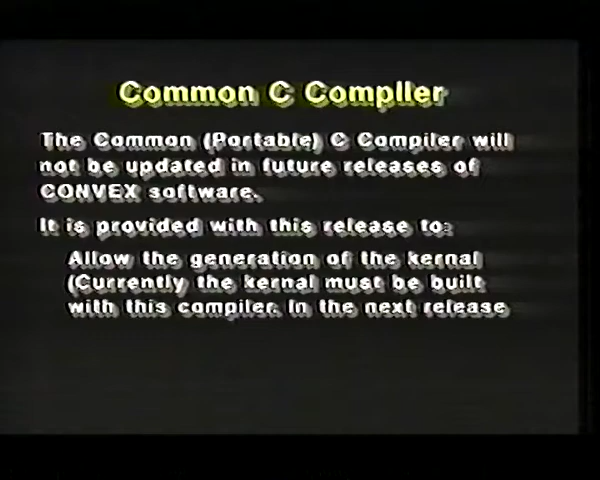 Common C Compiler
The Common (Portable) C Compiler will
not be updated in future releases of
CONVEX software.
It is provided with this release to:
Allow the generation of the kernal
(Currently the kernal must be built
with this compiler. In the next release